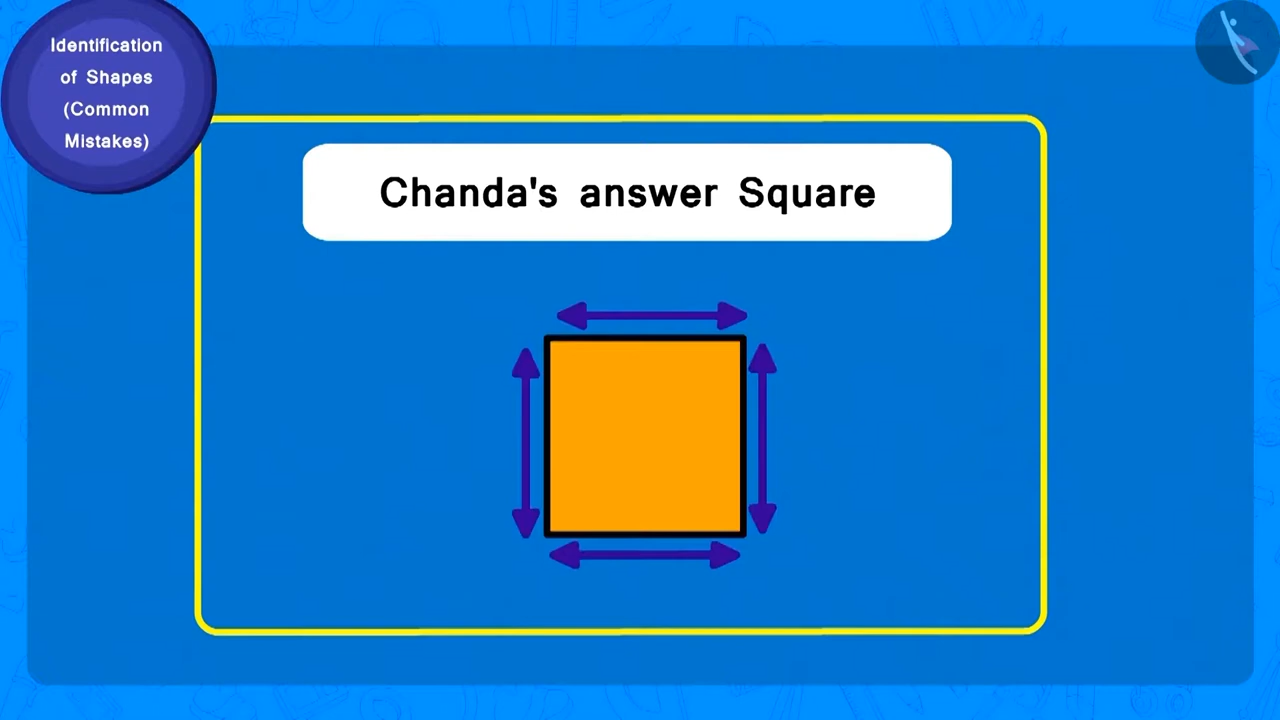 Identification
of Shapes
(Common
Mistakes)
Chanda's answer Square